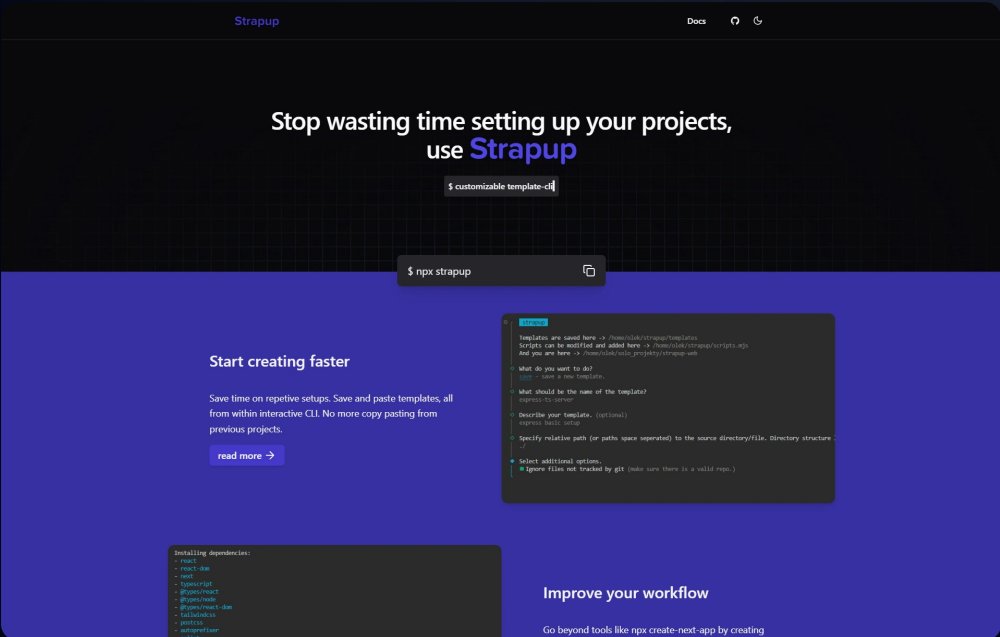 Strapup
Docs
Stop wasting time setting up your projects,
use Strapup
$ customizable template-cli
$ npx strapup
Start creating faster
Save time on repetive setups. Save and paste templates, all
from within interactive CLI. No more copy pasting from
previous projects.
read more →
strapup
Templates are saved here -> /home/olek/strapup/templates
Scripts can be modified and added here -> /home/olek/strapup/scripts.mjs
And you are here -> /home/olek/solo_projekty/strapup-web
What do you want to do?
save - save a new template.
What should be the name of the template?
express-ts-server
Describe your template. (optional)
express basic setup
Specify relative path (or paths space seperated) to the source directory/file. Directory structure
./
Select additional options.
Ignore files not tracked by git (make sure there is a valid repo.)
Installing dependencies:
- react
- react-dom
- next
- typescript
- @types/react
- @types/node
- @types/react-dom
- tailwindcss
- postcss
- autoprefixer
Improve your workflow
Go beyond tools like npx create-next-app by creating